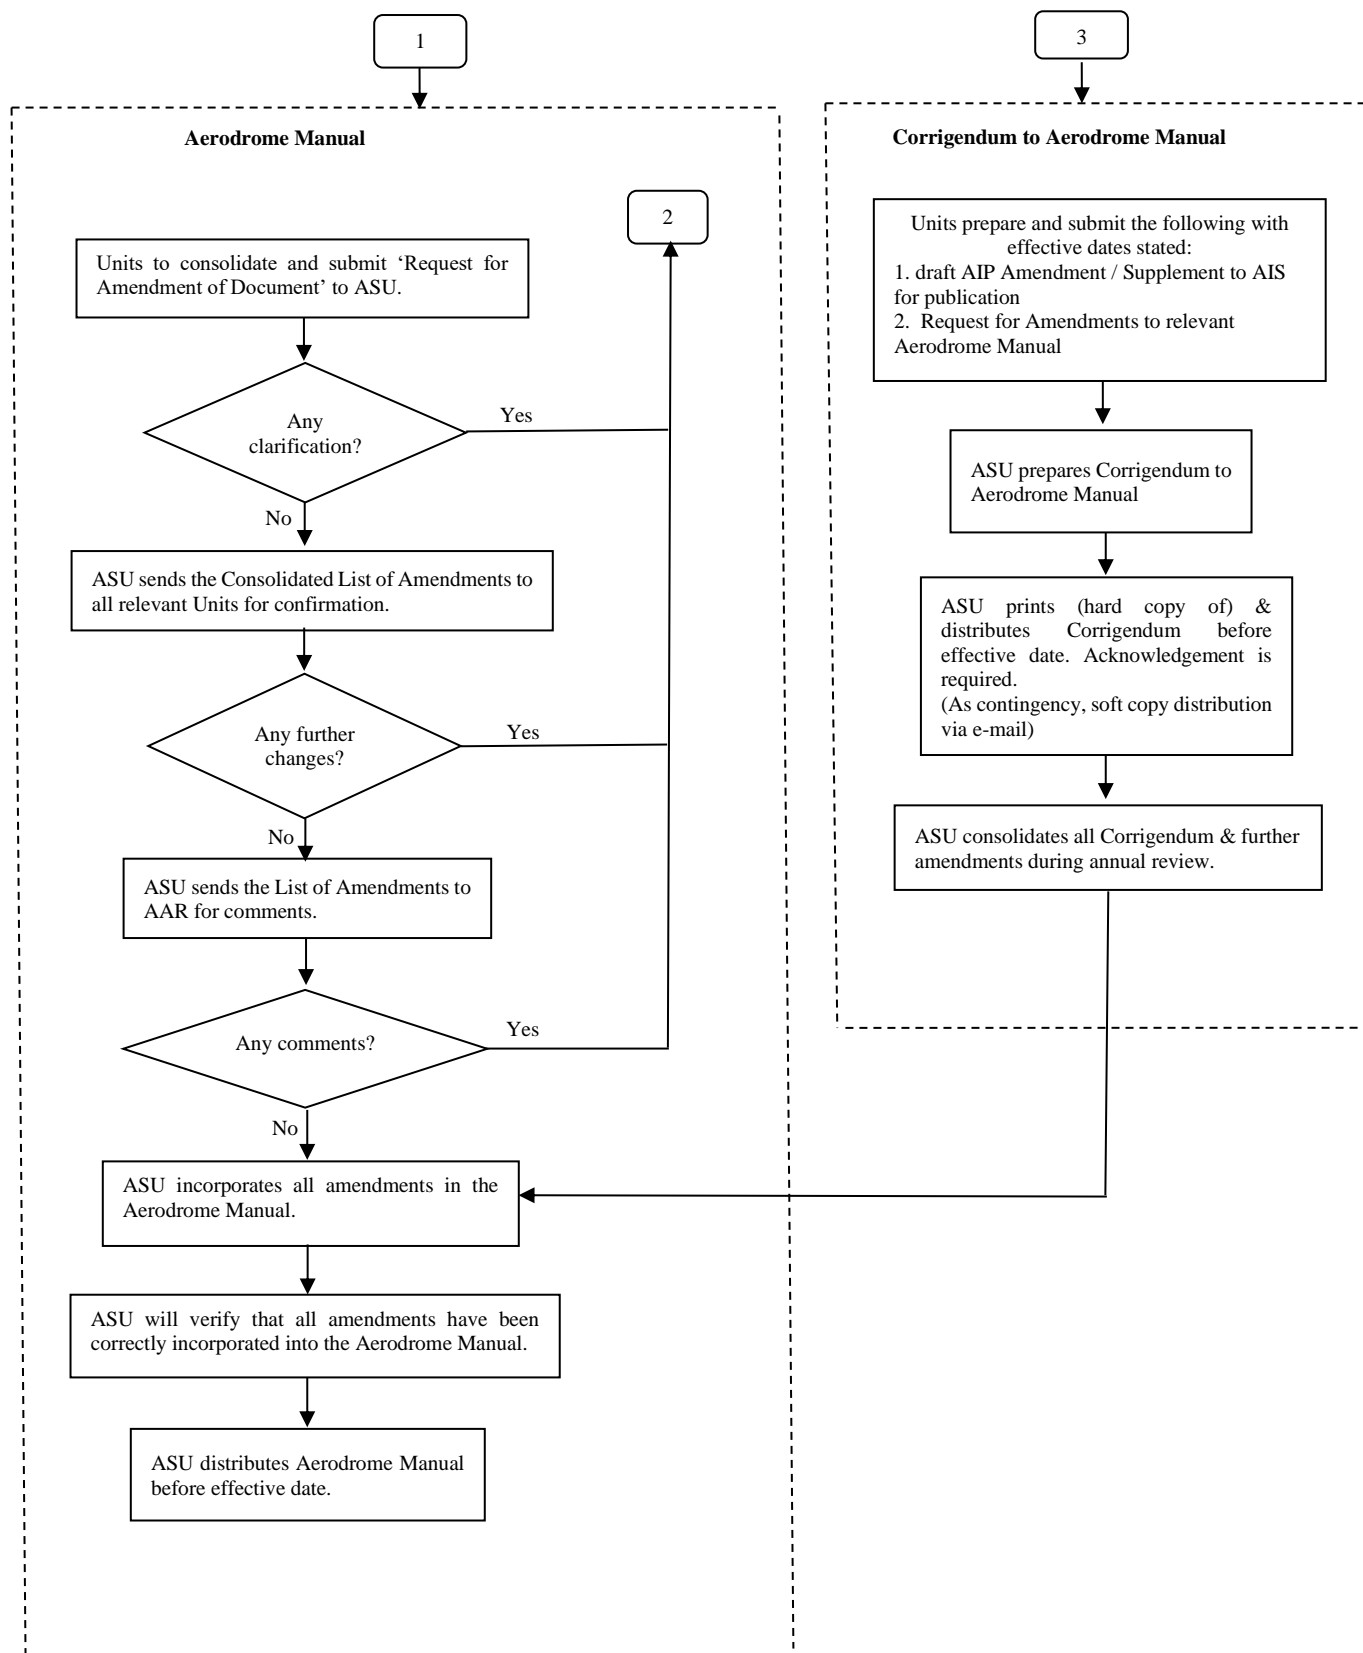 1
Aerodrome Manual
2
Units to consolidate and submit ‘Request for
Amendment of Document’ to ASU.
Any
clarification?
Yes
No
ASU sends the Consolidated List of Amendments to
all relevant Units for confirmation.
Any further
changes?
Yes
No
ASU sends the List of Amendments to
AAR for comments.
Any comments?
Yes
No
ASU incorporates all amendments in the
Aerodrome Manual.
ASU will verify that all amendments have been
correctly incorporated into the Aerodrome Manual.
ASU distributes Aerodrome Manual
before effective date.
3
Corrigendum to Aerodrome Manual
Units prepare and submit the following with
effective dates stated:
1. draft AIP Amendment / Supplement to AIS
for publication
2. Request for Amendments to relevant
Aerodrome Manual
ASU prepares Corrigendum to
Aerodrome Manual
ASU prints (hard copy of) &
distributes Corrigendum before
effective date. Acknowledgement is
required.
(As contingency, soft copy distribution
via e-mail)
ASU consolidates all Corrigendum & further
amendments during annual review.